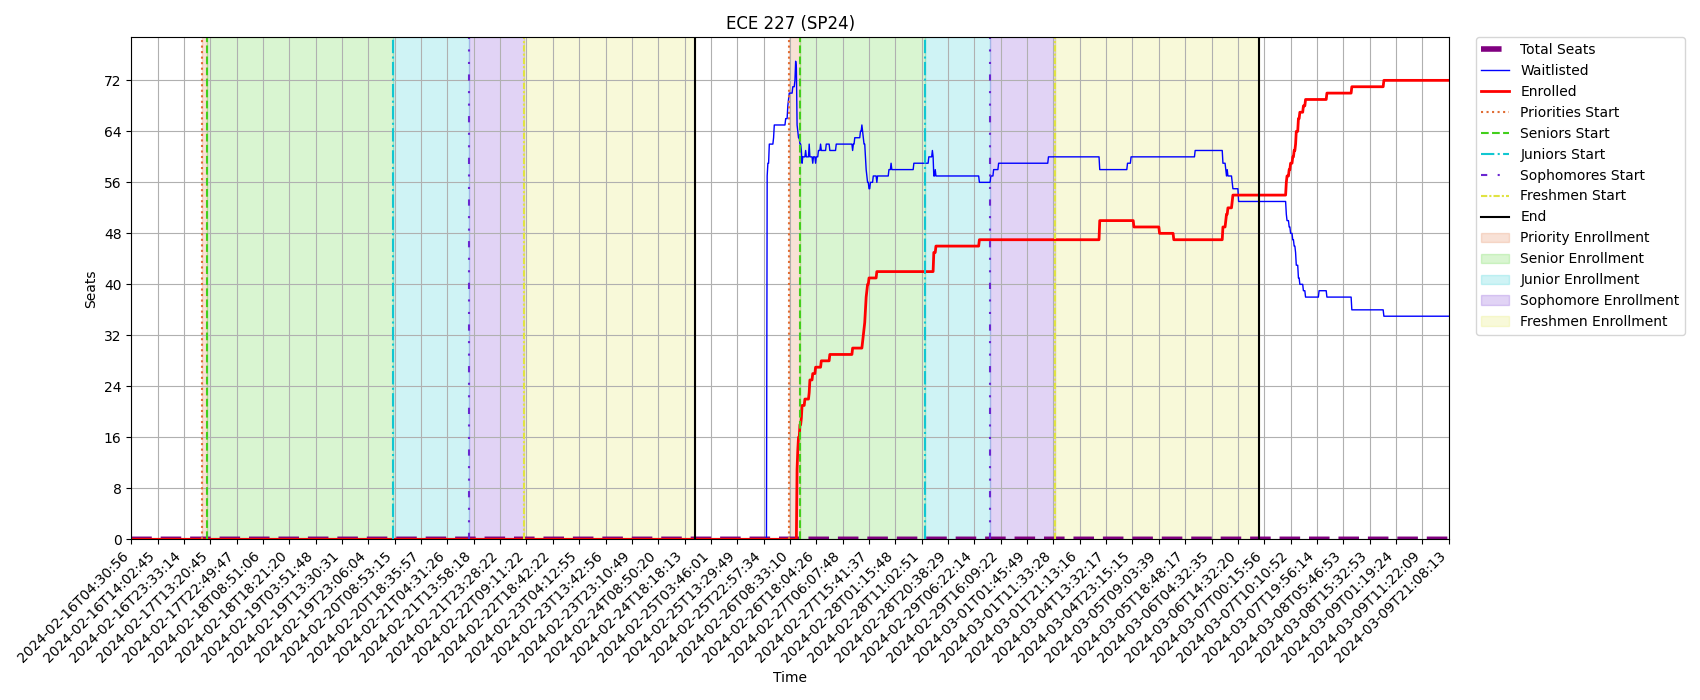 ECE 227 (SP24)
Seats
72
64
56
48
40
32
24
16
8
0
2024-02-16T04:30:56
2024-02-16T14:02:45
2024-02-16T23:33:14
2024-02-17T13:20:45
2024-02-17T22:49:47
2024-02-18T08:51:06
2024-02-18T18:21:20
2024-02-19T03:51:48
2024-02-19T13:30:31
2024-02-19T23:06:04
2024-02-20T08:53:15
2024-02-20T18:35:57
2024-02-21T04:31:26
2024-02-21T13:58:18
2024-02-21T23:28:22
2024-02-22T09:11:22
2024-02-22T18:42:22
2024-02-23T04:12:55
2024-02-23T13:42:56
2024-02-23T23:10:49
2024-02-24T08:50:20
2024-02-24T18:18:13
2024-02-25T03:46:01
2024-02-25T13:29:49
2024-02-25T22:57:34
2024-02-26T08:33:10
2024-02-26T18:04:26
2024-02-27T06:07:48
2024-02-27T15:41:37
2024-02-28T01:15:48
2024-02-28T11:02:51
2024-02-28T20:38:29
2024-02-29T06:22:14
2024-02-29T16:09:22
2024-03-01T01:45:49
2024-03-01T11:33:28
2024-03-01T21:13:16
2024-03-04T13:32:17
2024-03-04T23:15:15
2024-03-05T09:03:39
2024-03-05T18:48:17
2024-03-06T04:32:35
2024-03-06T14:32:20
2024-03-07T00:15:56
2024-03-07T10:10:52
2024-03-07T19:56:14
2024-03-08T05:46:53
2024-03-08T15:32:53
2024-03-09T01:19:24
2024-03-09T11:22:09
2024-03-09T21:08:13
Time
Total Seats
Waitlisted
Enrolled
Priorities Start
Seniors Start
Juniors Start
Sophomores Start
Freshmen Start
End
Priority Enrollment
Senior Enrollment
Junior Enrollment
Sophomore Enrollment
Freshmen Enrollment